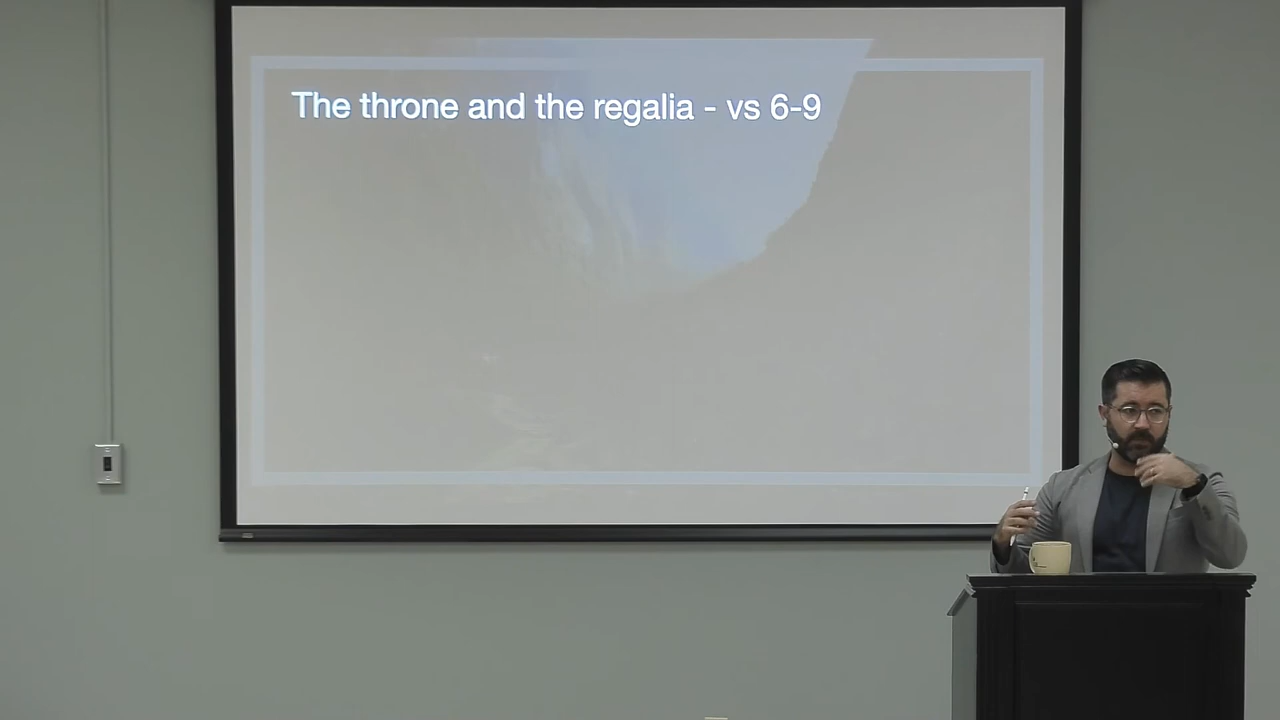 The throne and the regalia - vs 6-9